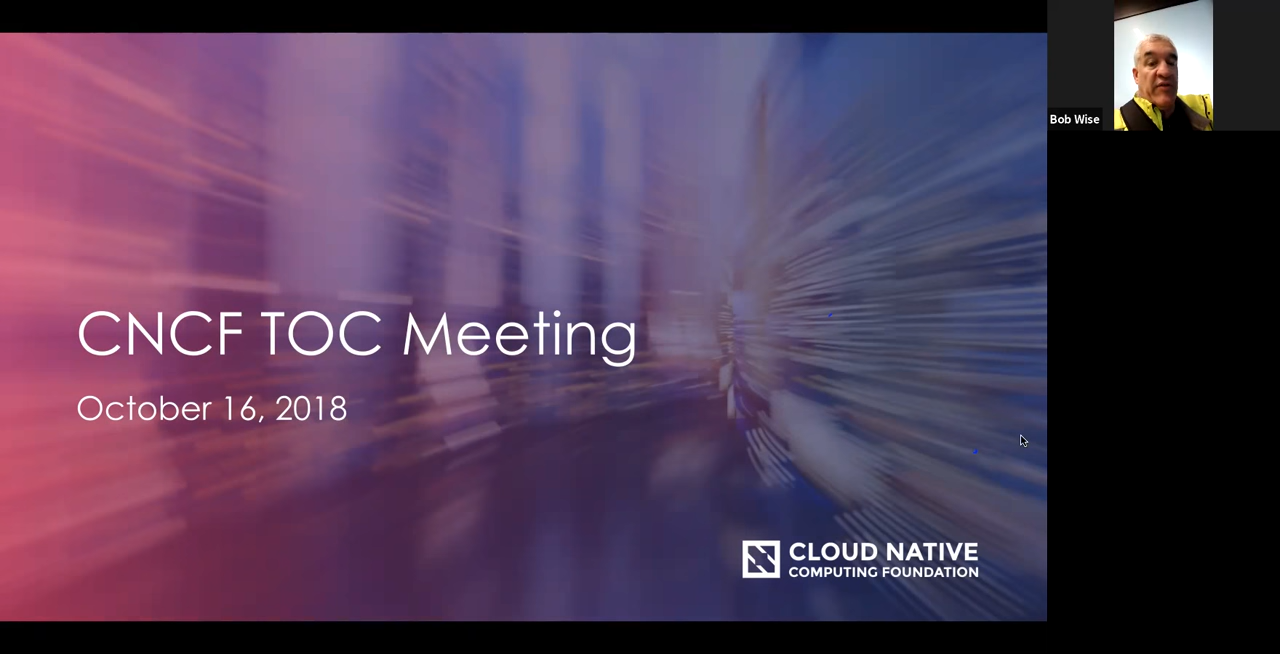 CNCF TOC Meeting
October 16, 2018
CLOUD NATIVE
COMPUTING FOUNDATION
Bob Wise